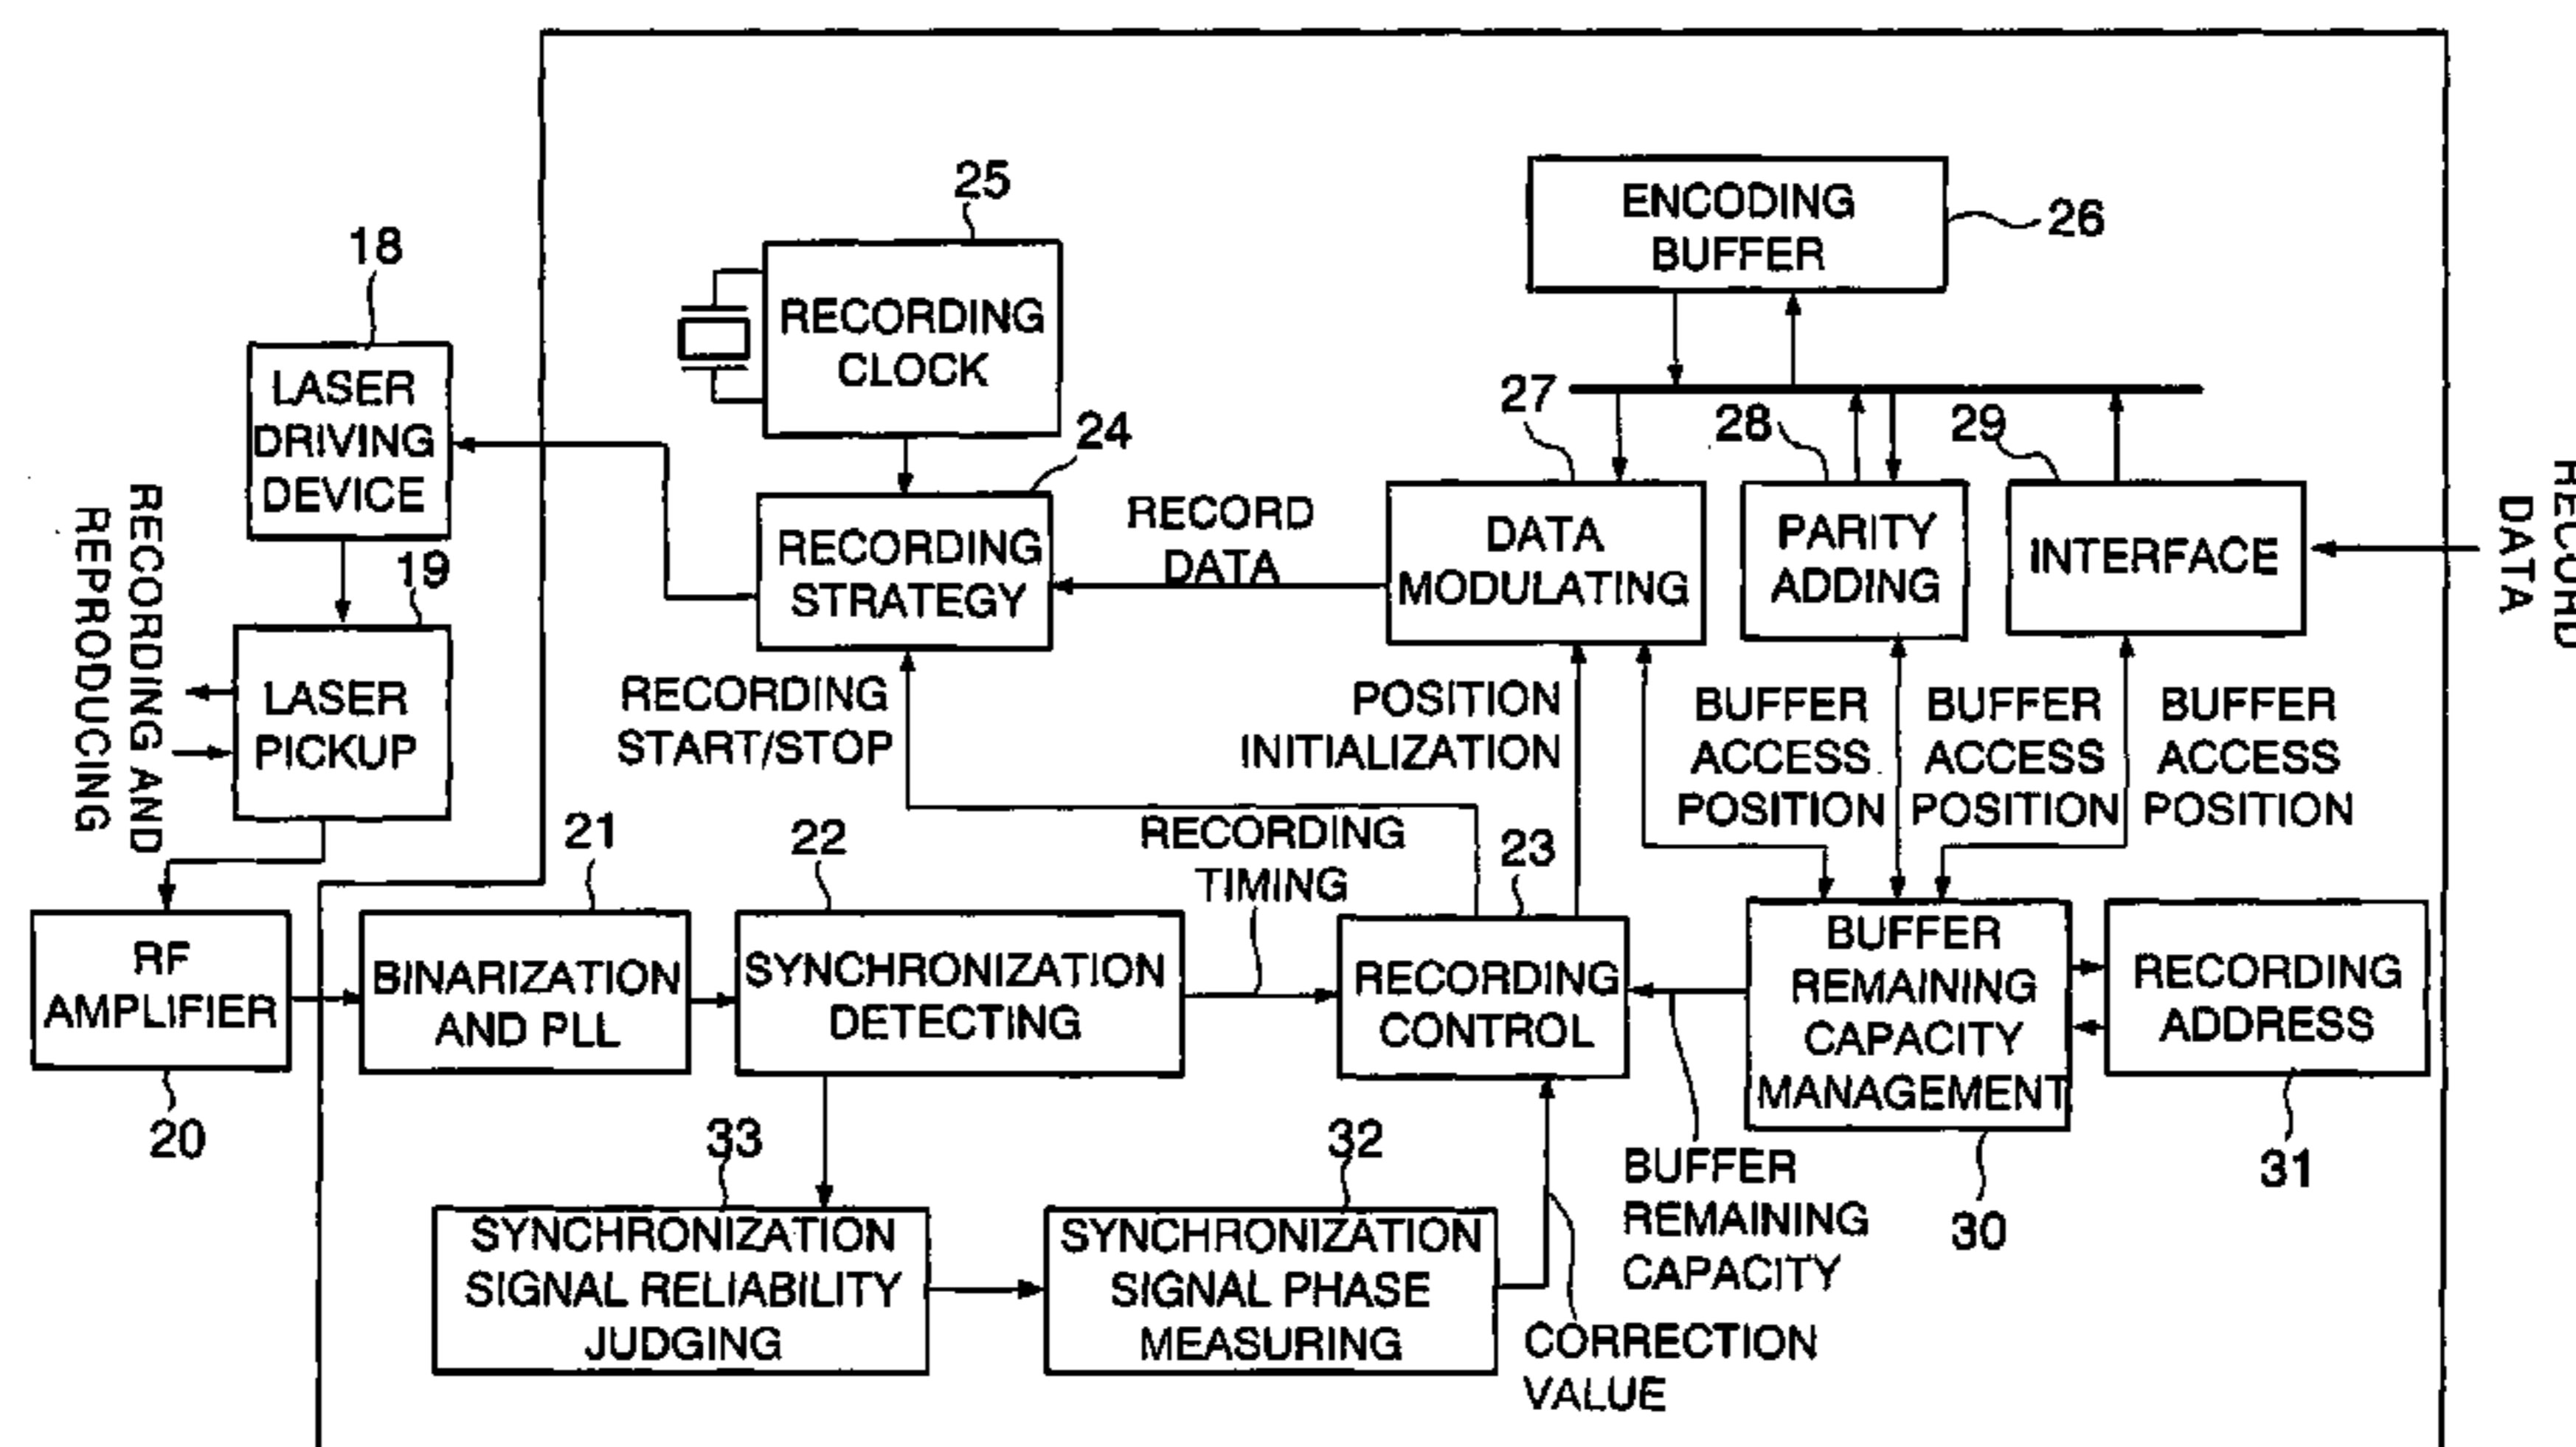 25
ENCODING
BUFFER
26
18
RECORDING
CLOCK
LASER
DRIVING
DEVICE
24
27
28
29
RECORDING
STRATEGY
RECORD
DATA
DATA
MODULATING
PARITY
ADDING
INTERFACE
RECORD
DATA
RECORDING AND
REPRODUCING
19
LASER
PICKUP
RECORDING
START/STOP
POSITION
INITIALIZATION
BUFFER
ACCESS
POSITION
BUFFER
ACCESS
POSITION
BUFFER
ACCESS
POSITION
21
22
RECORDING
TIMING
23
RF
AMPLIFIER
20
BINARIZATION
AND PLL
SYNCHRONIZATION
DETECTING
RECORDING
CONTROL
BUFFER
REMAINING
CAPACITY
MANAGEMENT
30
RECORDING
ADDRESS
31
33
SYNCHRONIZATION
SIGNAL RELIABILITY
JUDGING
32
SYNCHRONIZATION
SIGNAL PHASE
MEASURING
BUFFER
REMAINING
CAPACITY
CORRECTION
VALUE